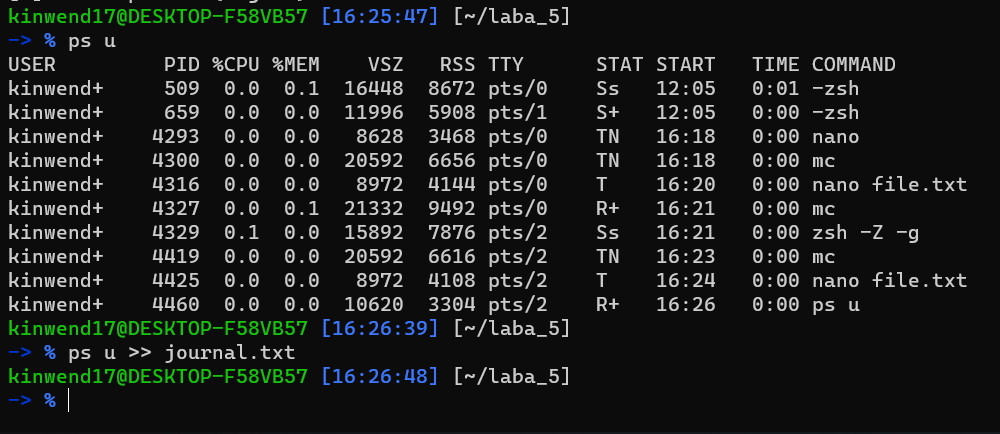 kinwend17@DESKTOP-F58VB57 [16:25:47] [~/laba_5]
-> % ps u
USER         PID %CPU %MEM    VSZ   RSS TTY      STAT START   TIME COMMAND
kinwend+     509  0.0  0.1  16448  8672 pts/0    Ss   12:05   0:01 -zsh
kinwend+     659  0.0  0.0  11996  5908 pts/1    S+   12:05   0:00 -zsh
kinwend+    4293  0.0  0.0   8628  3468 pts/0    TN   16:18   0:00 nano
kinwend+    4300  0.0  0.0  20592  6656 pts/0    TN   16:18   0:00 mc
kinwend+    4316  0.0  0.0   8972  4144 pts/0    T    16:20   0:00 nano file.txt
kinwend+    4327  0.0  0.1  21332  9492 pts/0    R+   16:21   0:00 mc
kinwend+    4329  0.1  0.0  15892  7876 pts/2    Ss   16:21   0:00 zsh -Z -g
kinwend+    4419  0.0  0.0  20592  6616 pts/2    TN   16:23   0:00 mc
kinwend+    4425  0.0  0.0   8972  4108 pts/2    T    16:24   0:00 nano file.txt
kinwend+    4460  0.0  0.0  10620  3304 pts/2    R+   16:26   0:00 ps u
kinwend17@DESKTOP-F58VB57 [16:26:39] [~/laba_5]
-> % ps u >> journal.txt
kinwend17@DESKTOP-F58VB57 [16:26:48] [~/laba_5]
-> %